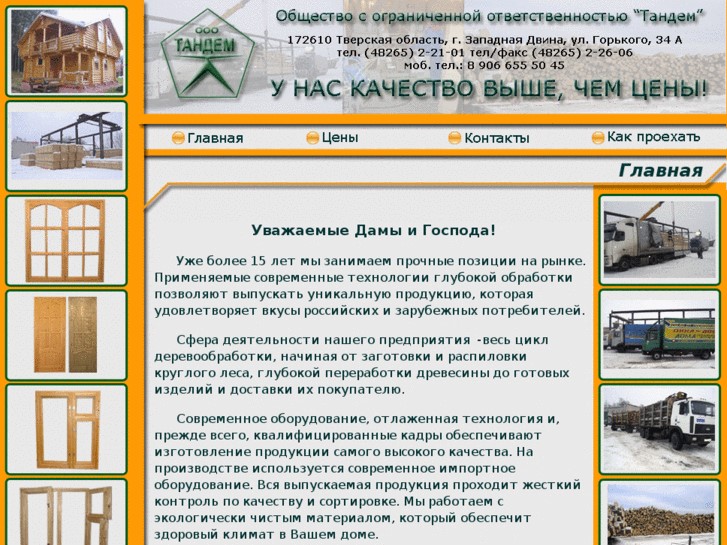 ООО
ТАНДЕМ
Общество с ограниченной ответственностью “Тандем”
172610 Тверская область, г. Западная Двина, ул. Горького, 34 А
тел. (48265) 2-21-01 тел/факс (48265) 2-26-06
моб. тел.: 8 906 655 50 45
У НАС КАЧЕСТВО ВЫШЕ, ЧЕМ ЦЕНЫ!
Главная
Цены
Контакты
Как проехать
Главная
Уважаемые Дамы и Господа!
Уже более 15 лет мы занимаем прочные позиции на рынке.
Применяемые современные технологии глубокой обработки
позволяют выпускать уникальную продукцию, которая
удовлетворяет вкусы российских и зарубежных потребителей.
Сфера деятельности нашего предприятия -весь цикл
деревообработки, начиная от заготовки и распиловки
круглого леса, глубокой переработки древесины до готовых
изделий и доставки их покупателю.
Современное оборудование, отлаженная технология и,
прежде всего, квалифицированные кадры обеспечивают
изготовление продукции самого высокого качества. На
производстве используется современное импортное
оборудование. Вся выпускаемая продукция проходит жесткий
контроль по качеству и сортировке. Мы работаем с
экологически чистым материалом, который обеспечит
здоровый климат в Вашем доме.